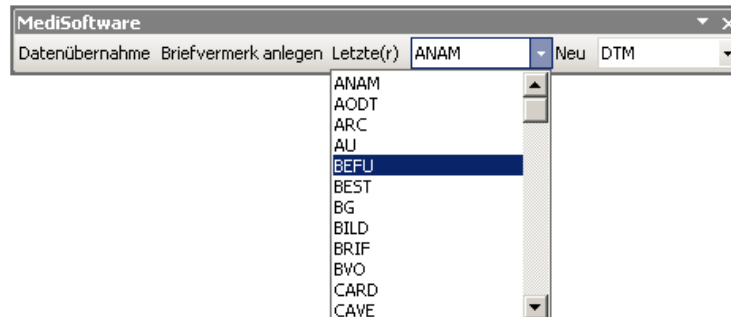 MediSoftware
Datenübernahme Briefvermerk anlegen Letzte(r) ANAM Neu DTM
ANAM
AODT
ARC
AU
BEFU
BEST
BG
BILD
BRIF
BVO
CARD
CAVE